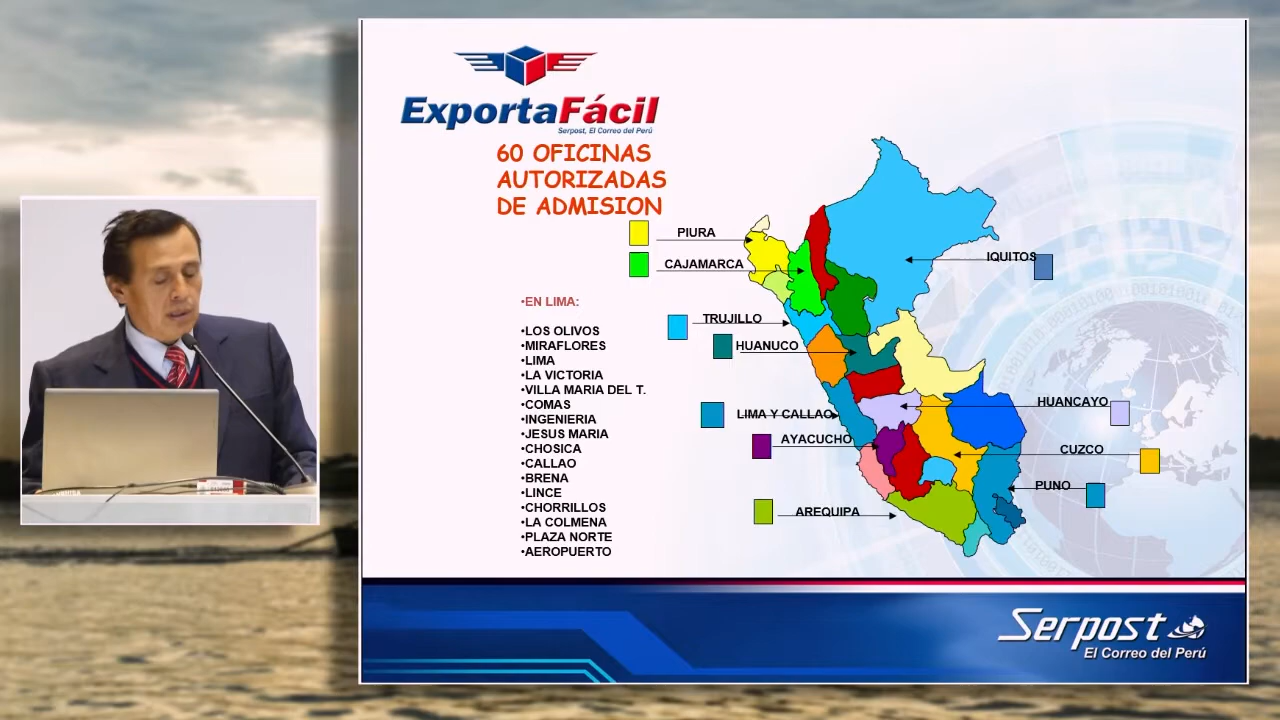 ExportaFácil
Serpost, El Correo del Perú
60 OFICINAS
AUTORIZADAS
DE ADMISION
PIURA
CAJAMARCA
IQUITOS
•EN LIMA:
TRUJILLO
HUANUCO
•LOS OLIVOS
•MIRAFLORES
•LIMA
•LA VICTORIA
•VILLA MARIA DEL T.
•COMAS
•INGENIERIA
•JESUS MARIA
•CHOSICA
•CALLAO
•BRENA
•LINCE
•CHORRILLOS
•LA COLMENA
•PLAZA NORTE
•AEROPUERTO
HUANCAYO
LIMA Y CALLAO
AYACUCHO
CUZCO
PUNO
AREQUIPA
Serpost
El Correo del Perú